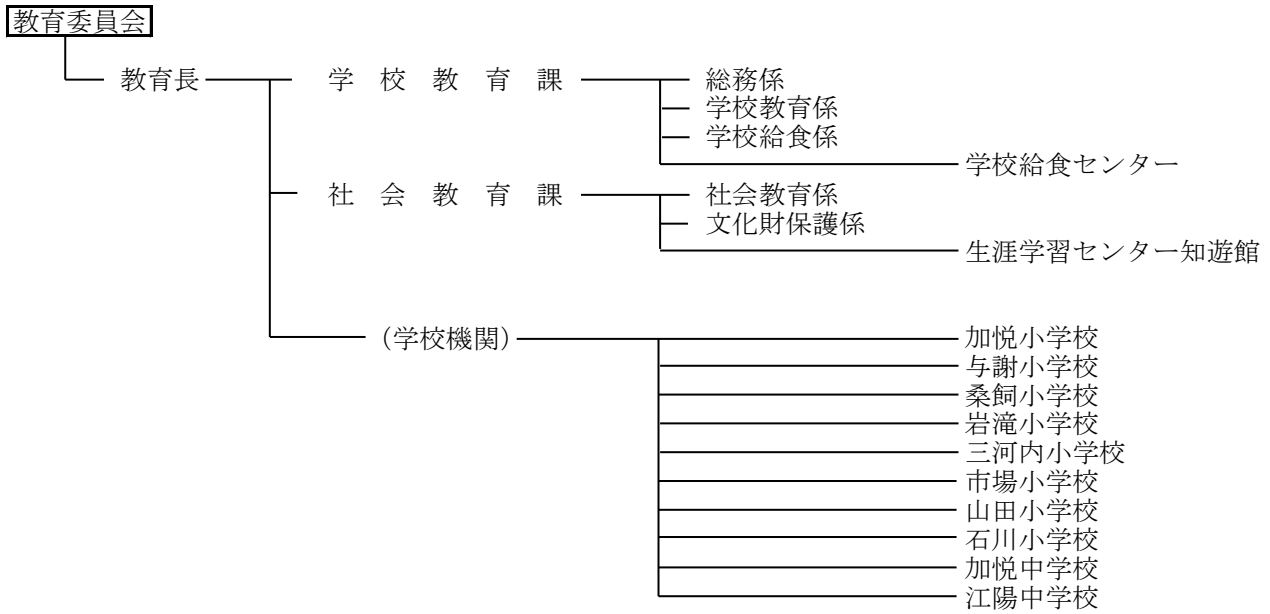 教育委員会
教育長 学校教育課 総務係
学校教育係
学校給食係
学校給食センター
社会教育課 社会教育係
文化財保護係
生涯学習センター知遊館
(学校機関) 加悦小学校
与謝小学校
桑飼小学校
岩滝小学校
三河内小学校
市場小学校
山田小学校
石川小学校
加悦中学校
江陽中学校